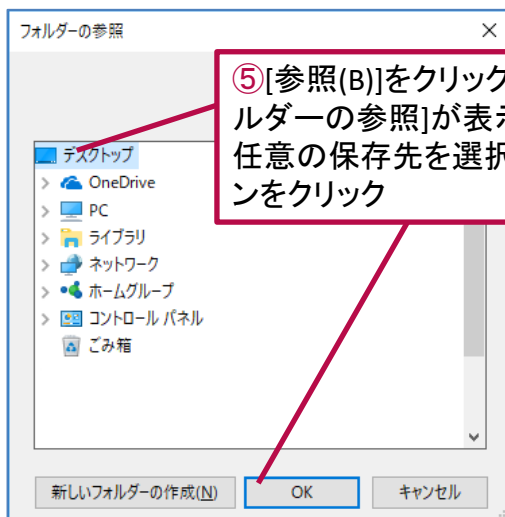 フォルダーの参照
⑤[参照(B)]をクリック
ルダーの参照]が表示
任意の保存先を選択
ンをクリック
デスクトップ
OneDrive
PC
ライブラリ
ネットワーク
ホームグループ
コントロール パネル
ごみ箱
新しいフォルダーの作成(N)
OK
キャンセル